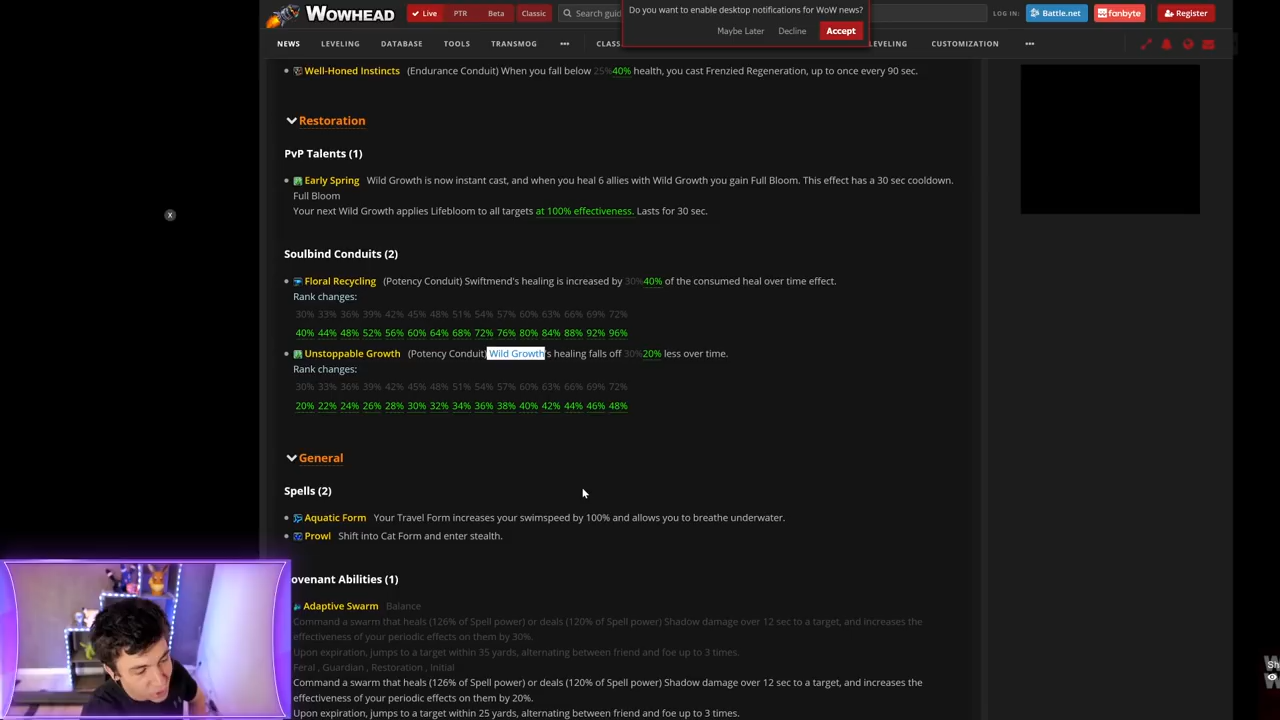 WOWHEAD
Live PTR Beta Classic
Search guid
Do you want to enable desktop notifications for WoW news?
Maybe Later Decline Accept
LOG IN: Battle.net fanbyte Register
NEWS LEVELING DATABASE TOOLS TRANSMOG ••• CLASS LEVELING CUSTOMIZATION •••
Well-Honed Instincts (Endurance Conduit) When you fall below 25%40% health, you cast Frenzied Regeneration, up to once every 90 sec.
Restoration
PvP Talents (1)
Early Spring Wild Growth is now instant cast, and when you heal 6 allies with Wild Growth you gain Full Bloom. This effect has a 30 sec cooldown.
Full Bloom
Your next Wild Growth applies Lifebloom to all targets at 100% effectiveness. Lasts for 30 sec.
X
Soulbind Conduits (2)
Floral Recycling (Potency Conduit) Swiftmend's healing is increased by 30%40% of the consumed heal over time effect.
Rank changes:
30% 33% 36% 39% 42% 45% 48% 51% 54% 57% 60% 63% 66% 69% 72%
40% 44% 48% 52% 56% 60% 64% 68% 72% 76% 80% 84% 88% 92% 96%
Unstoppable Growth (Potency Conduit) Wild Growth's healing falls off 30%20% less over time.
Rank changes:
30% 33% 36% 39% 42% 45% 48% 51% 54% 57% 60% 63% 66% 69% 72%
20% 22% 24% 26% 28% 30% 32% 34% 36% 38% 40% 42% 44% 46% 48%
General
Spells (2)
Aquatic Form Your Travel Form increases your swimspeed by 100% and allows you to breathe underwater.
Prowl Shift into Cat Form and enter stealth.
ovenant Abilities (1)
Adaptive Swarm Balance
Command a swarm that heals (126% of Spell power) or deals (120% of Spell power) Shadow damage over 12 sec to a target, and increases the
effectiveness of your periodic effects on them by 30%.
Upon expiration, jumps to a target within 35 yards, alternating between friend and foe up to 3 times.
Feral , Guardian , Restoration , Initial
Command a swarm that heals (126% of Spell power) or deals (120% of Spell power) Shadow damage over 12 sec to a target, and increases the
effectiveness of your periodic effects on them by 20%.
Upon expiration, jumps to a target within 25 yards, alternating between friend and foe up to 3 times.